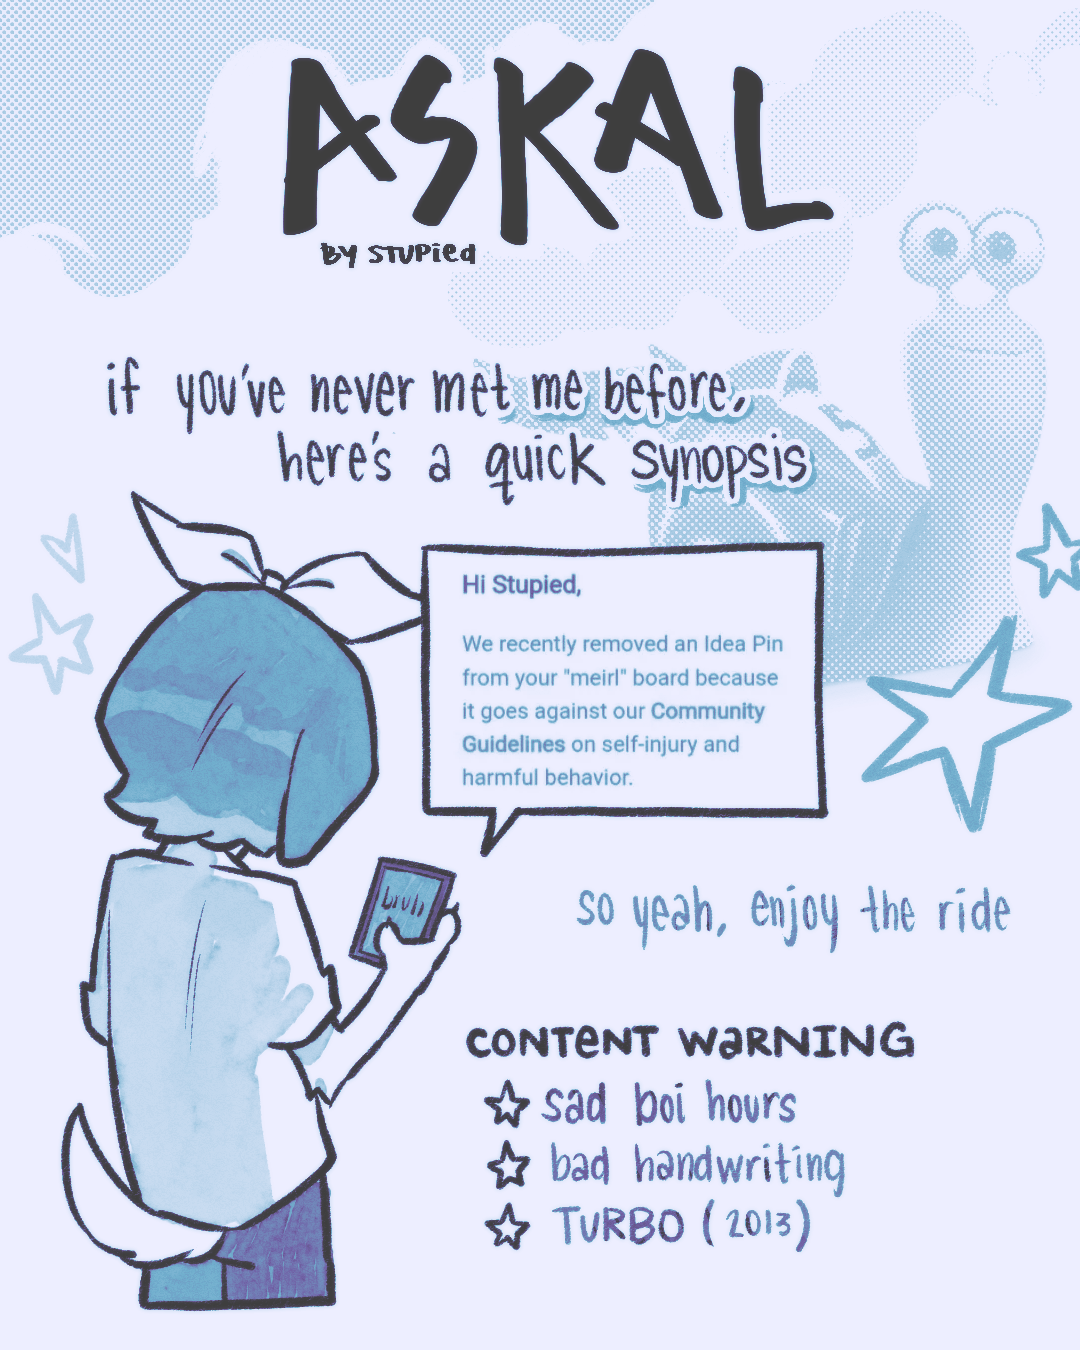 ASKAL
BY STUPied
if you've never met me before,
here's a quick synopsis
Hi Stupied,
We recently removed an Idea Pin
from your "meirl" board because
it goes against our Community
Guidelines on self-injury and
harmful behavior.
bruh
so yeah, enjoy the ride
CONTeNT WaRNING
sad boi hours
bad handwriting
TURBO (2013)